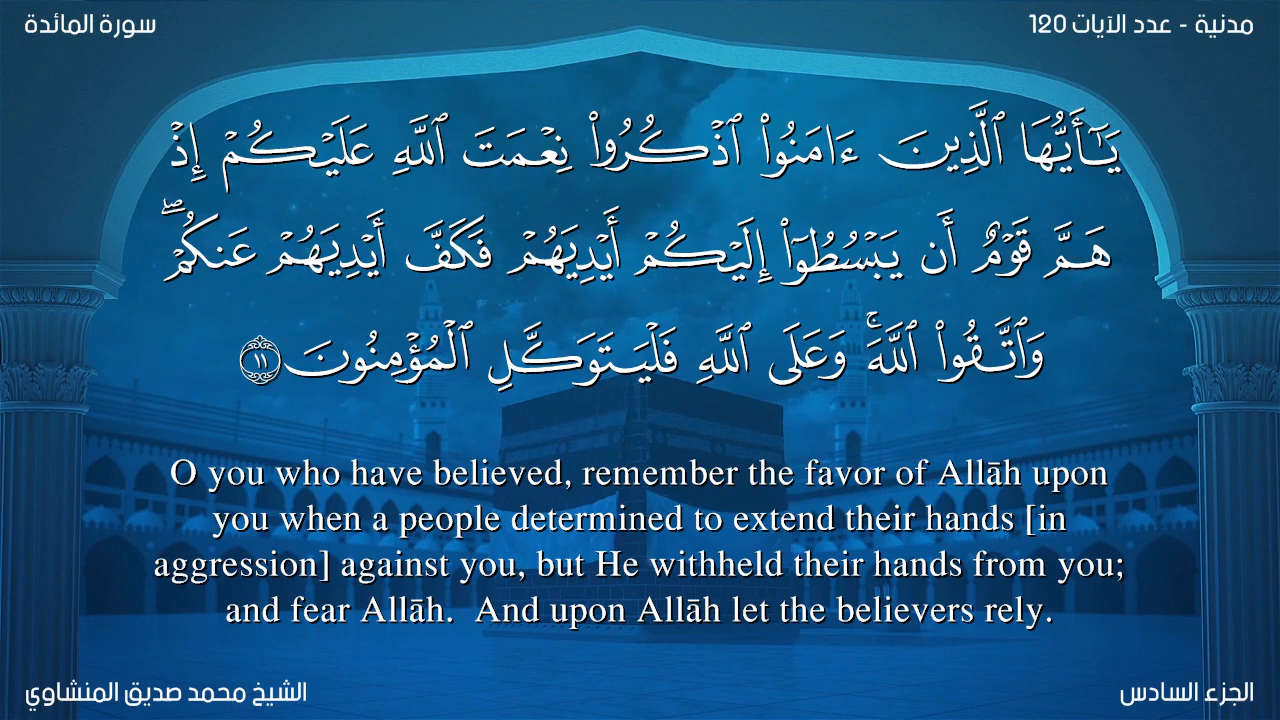 سورة المائدة
مدنية - عدد الآيات 120
يَـٰٓأَيُّهَا ٱلَّذِينَ ءَامَنُوا۟ ٱذْكُرُوا۟ نِعْمَتَ ٱللَّهِ عَلَيْكُمْ إِذْ
هَمَّ قَوْمٌ أَن يَبْسُطُوٓا۟ إِلَيْكُمْ أَيْدِيَهُمْ فَكَفَّ أَيْدِيَهُمْ عَنكُمْ ۖ
وَٱتَّقُوا۟ ٱللَّهَ ۚ وَعَلَى ٱللَّهِ فَلْيَتَوَكَّلِ ٱلْمُؤْمِنُونَ ١١
O you who have believed, remember the favor of Allāh upon
you when a people determined to extend their hands [in
aggression] against you, but He withheld their hands from you;
and fear Allāh.  And upon Allāh let the believers rely.
الشيخ محمد صديق المنشاوي
الجزء السادس